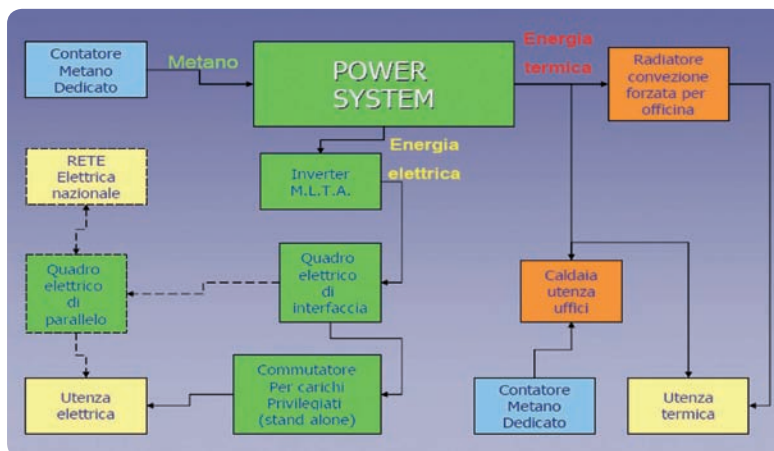 Contatore
Metano
Dedicato
Metano
POWER
SYSTEM
Energia
termica
Radiatore
convezione
forzata per
officina
RETE
Elettrica
nazionale
Inverter
M.L.T.A.
Energia
elettrica
Quadro
elettrico
di
parallelo
Quadro
elettrico
di
interfaccia
Caldaia
utenza
uffici
Utenza
elettrica
Commutatore
Per carichi
Privilegiati
(stand alone)
Contatore
Metano
Dedicato
Utenza
termica